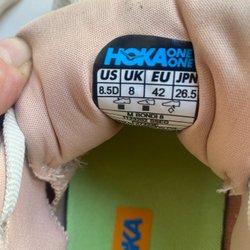 HOKA ONE ONE
US UK EU JPN
8.5D 8 42 26.5
M BONDI 8
HOKA